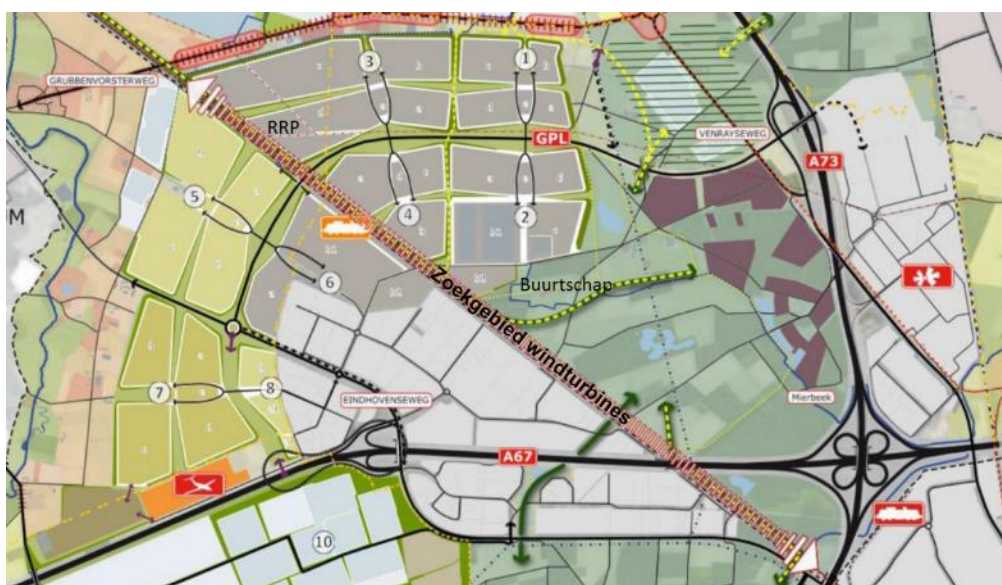 3
1
GRUBBENVORSTERWEG
RRP
GPL
VENRAYSEWEG
A73
5
4
2
M
6
Buurtschap
Zoekgebied windturbines
7
8
EINDHOVENSEWEG
Mierbeek
A67
10